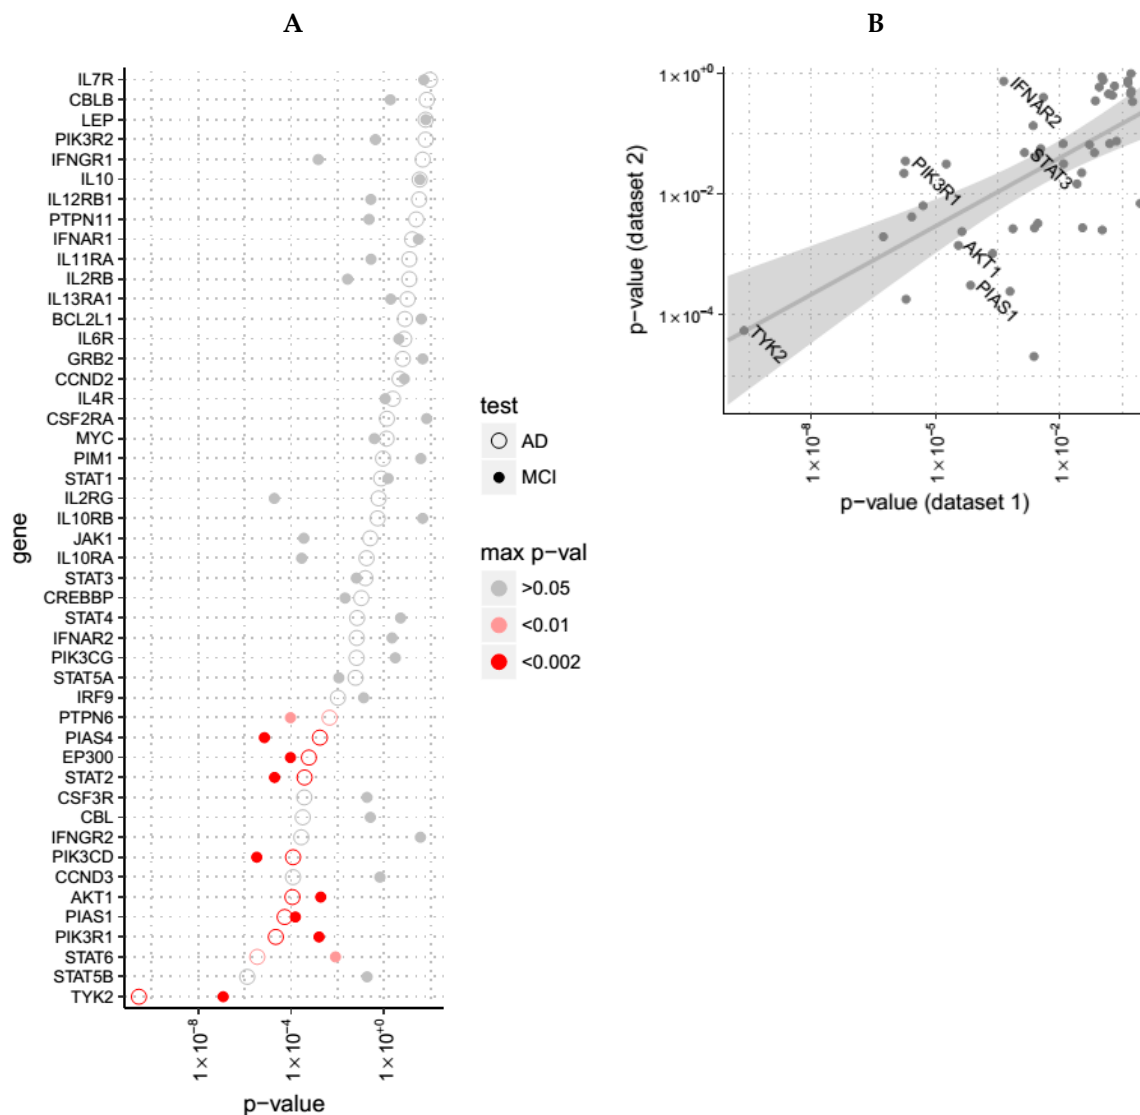 A
B
IL7R
CBLB
LEP
PIK3R2
IFNGR1
IL10
IL12RB1
PTPN11
IFNAR1
IL11RA
IL2RB
IL13RA1
BCL2L1
IL6R
GRB2
CCND2
IL4R
CSF2RA
MYC
PIM1
STAT1
IL2RG
IL10RB
JAK1
IL10RA
STAT3
CREBBP
STAT4
IFNAR2
PIK3CG
STAT5A
IRF9
PTPN6
PIAS4
EP300
STAT2
CSF3R
CBL
IFNGR2
PIK3CD
CCND3
AKT1
PIAS1
PIK3R1
STAT6
STAT5B
TYK2
gene
1×10⁻⁸
1×10⁻⁴
1×10⁺⁰
p−value
test
AD
MCI
max p−val
>0.05
<0.01
<0.002
1×10⁺⁰
1×10⁻²
1×10⁻⁴
p−value (dataset 2)
IFNAR2
STAT3
PIK3R1
AKT1
PIAS1
TYK2
1×10⁻⁸
1×10⁻⁵
1×10⁻²
p−value (dataset 1)